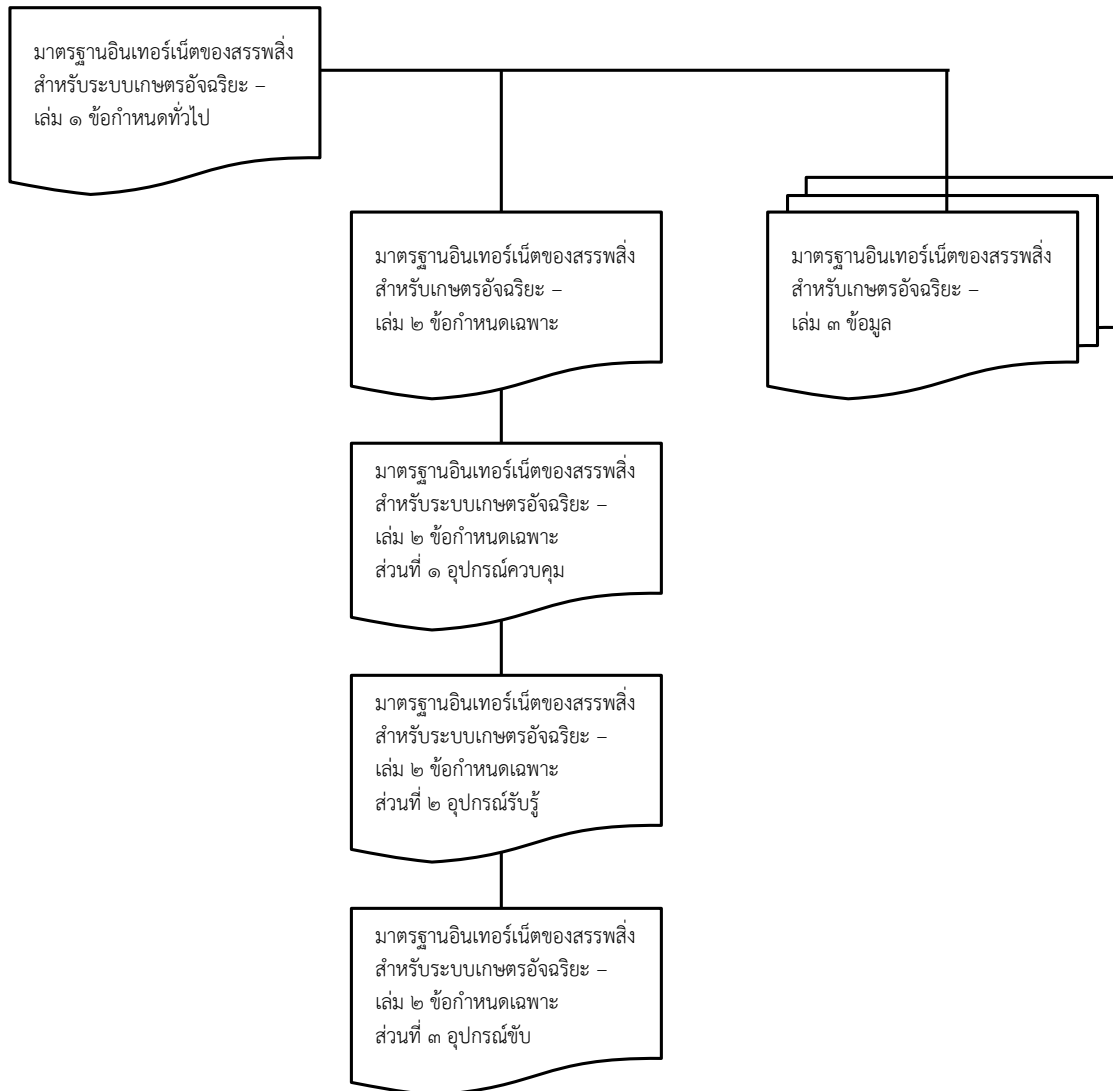 มาตรฐานอินเทอร์เน็ตของสรรพสิ่ง
สำหรับระบบเกษตรอัจฉริยะ –
เล่ม ๑ ข้อกำหนดทั่วไป
มาตรฐานอินเทอร์เน็ตของสรรพสิ่ง
สำหรับเกษตรอัจฉริยะ –
เล่ม ๒ ข้อกำหนดเฉพาะ
มาตรฐานอินเทอร์เน็ตของสรรพสิ่ง
สำหรับเกษตรอัจฉริยะ –
เล่ม ๓ ข้อมูล
มาตรฐานอินเทอร์เน็ตของสรรพสิ่ง
สำหรับระบบเกษตรอัจฉริยะ –
เล่ม ๒ ข้อกำหนดเฉพาะ
ส่วนที่ ๑ อุปกรณ์ควบคุม
มาตรฐานอินเทอร์เน็ตของสรรพสิ่ง
สำหรับระบบเกษตรอัจฉริยะ –
เล่ม ๒ ข้อกำหนดเฉพาะ
ส่วนที่ ๒ อุปกรณ์รับรู้
มาตรฐานอินเทอร์เน็ตของสรรพสิ่ง
สำหรับระบบเกษตรอัจฉริยะ –
เล่ม ๒ ข้อกำหนดเฉพาะ
ส่วนที่ ๓ อุปกรณ์ขับ